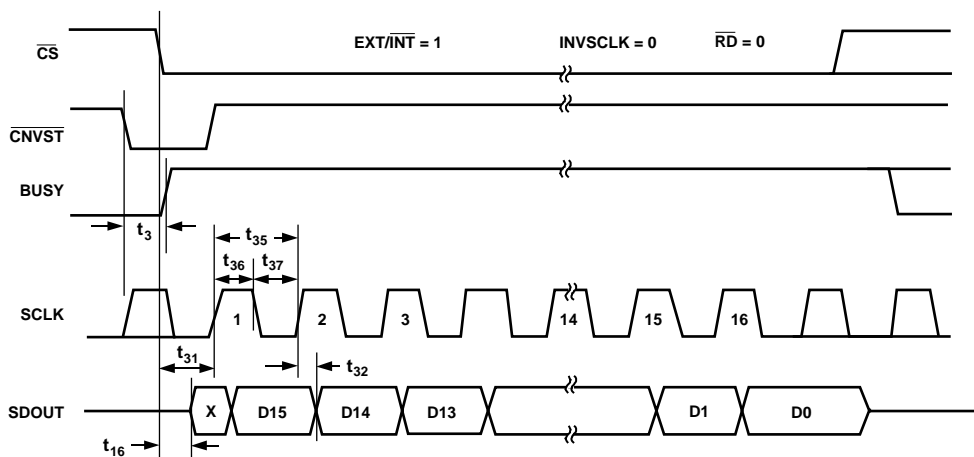 CS EXT/INT = 1 INVSCLK = 0 RD = 0
CNVST
BUSY
t3
t35
t36 t37
SCLK 1 2 3 14 15 16
t31
t32
SDOUT X D15 D14 D13 D1 D0
t16